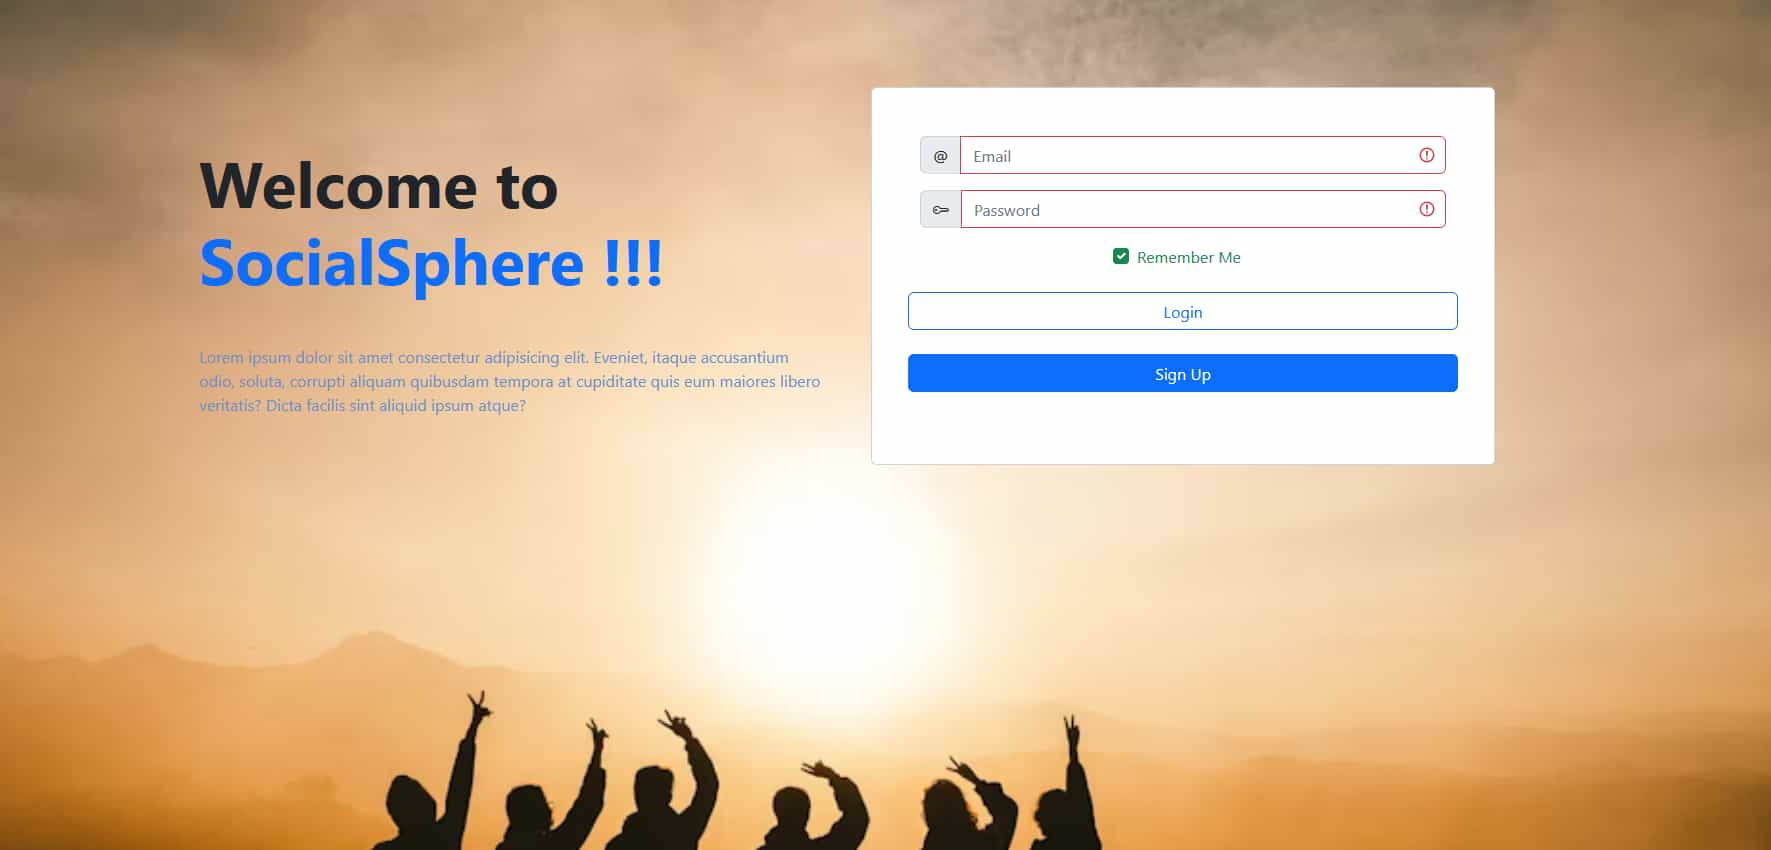 Welcome to
SocialSphere !!!
Lorem ipsum dolor sit amet consectetur adipisicing elit. Eveniet, itaque accusantium
odio, soluta, corrupti aliquam quibusdam tempora at cupiditate quis eum maiores libero
veritatis? Dicta facilis sint aliquid ipsum atque?
@ Email
Password
Remember Me
Login
Sign Up